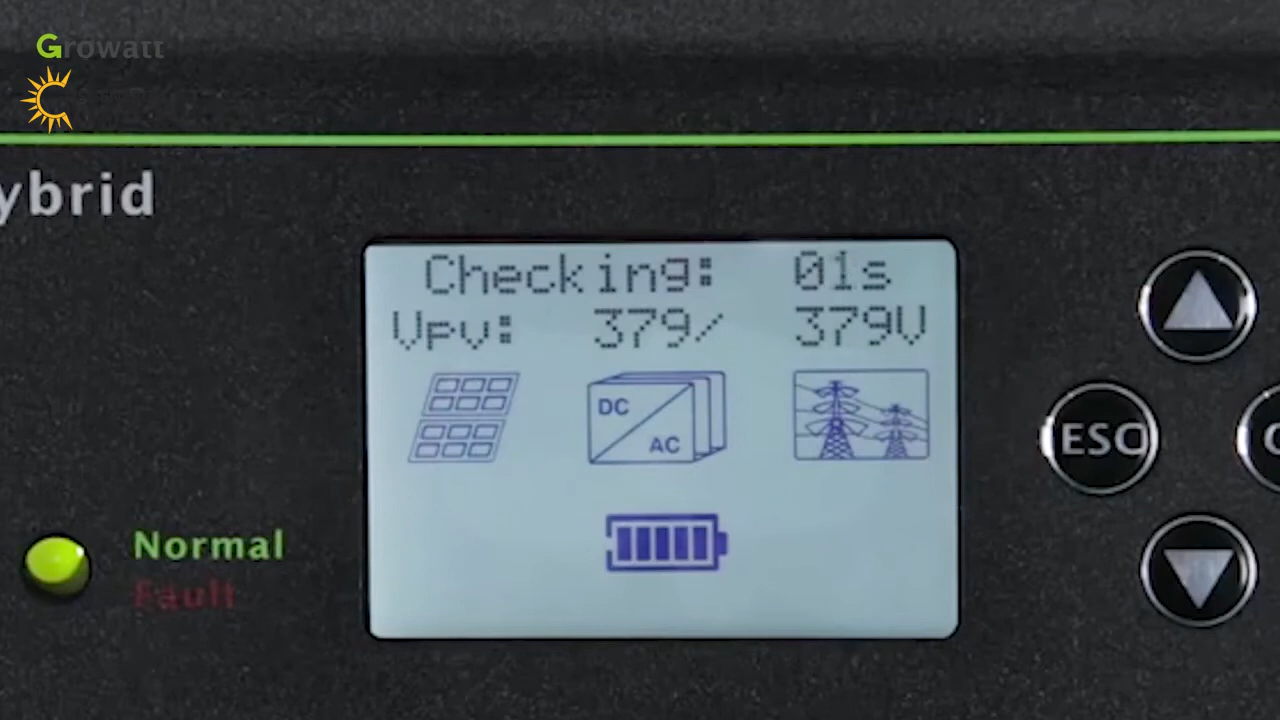 Growatt
ybrid
Checking: 01s
Vpv: 379/ 379V
DC
AC
ESC
Normal
Fault